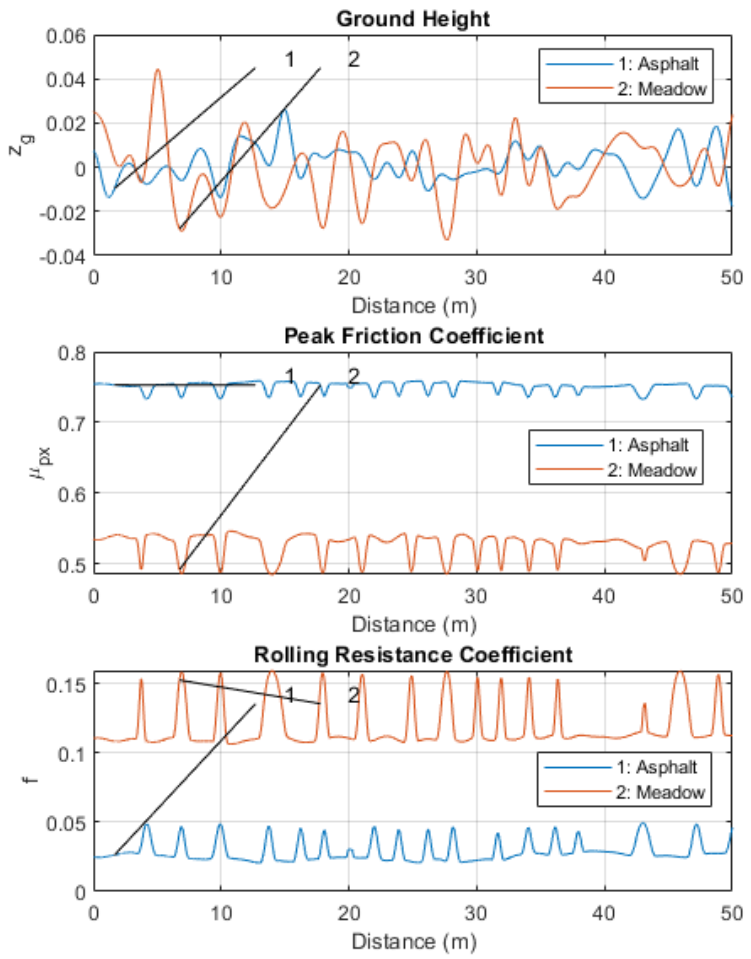 Ground Height
0.06
0.04
0.02
0
-0.02
-0.04
z_g
1 2
1: Asphalt
2: Meadow
0 10 20 30 40 50
Distance (m)
Peak Friction Coefficient
0.8
0.7
0.6
0.5
μ_px
1 2
1: Asphalt
2: Meadow
0 10 20 30 40 50
Distance (m)
Rolling Resistance Coefficient
0.15
0.1
0.05
0
f
1 2
1: Asphalt
2: Meadow
0 10 20 30 40 50
Distance (m)